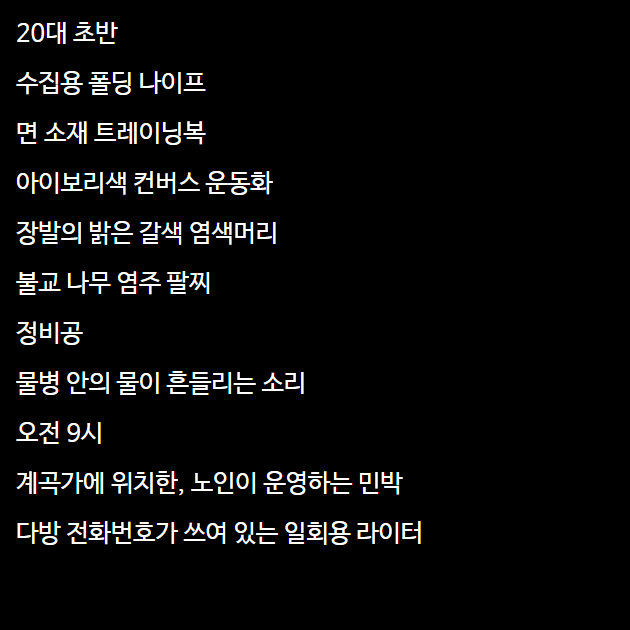 20대 초반
수집용 폴딩 나이프
면 소재 트레이닝복
아이보리색 컨버스 운동화
장발의 밝은 갈색 염색머리
불교 나무 염주 팔찌
정비공
물병 안의 물이 흔들리는 소리
오전 9시
계곡가에 위치한, 노인이 운영하는 민박
다방 전화번호가 쓰여 있는 일회용 라이터